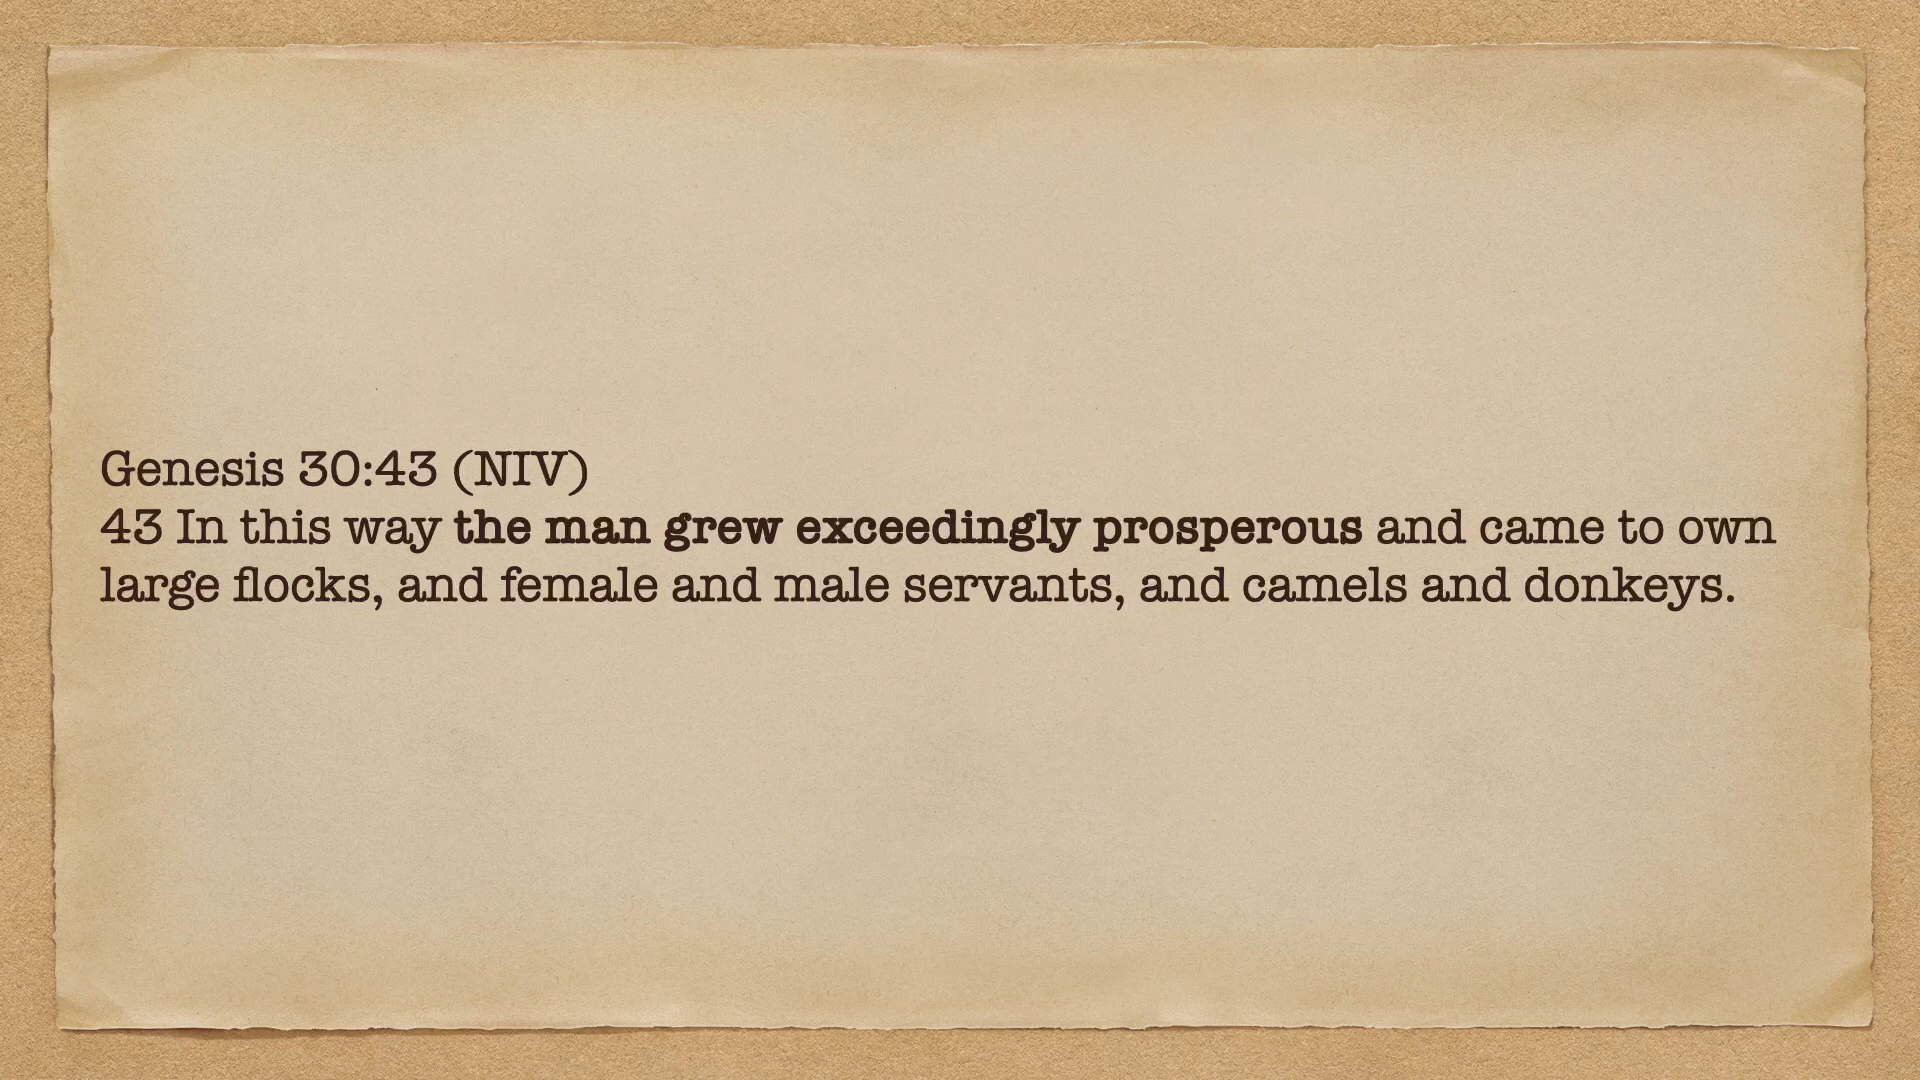 Genesis 30:43 (NIV)
43 In this way the man grew exceedingly prosperous and came to own
large flocks, and female and male servants, and camels and donkeys.